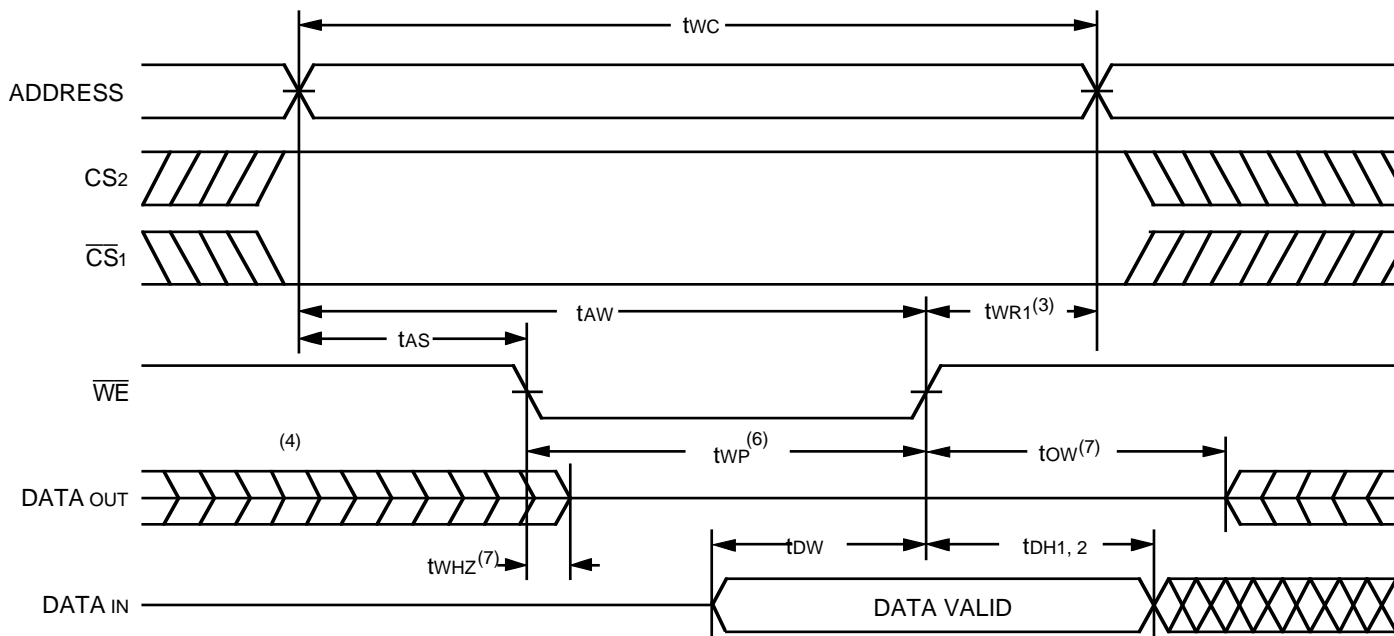 tWC
ADDRESS
CS2
CS1
tAW
tWR1(3)
tAS
WE
(4)
tWP(6)
tOW(7)
DATA OUT
tDW
tDH1, 2
tWHZ(7)
DATA IN
DATA VALID